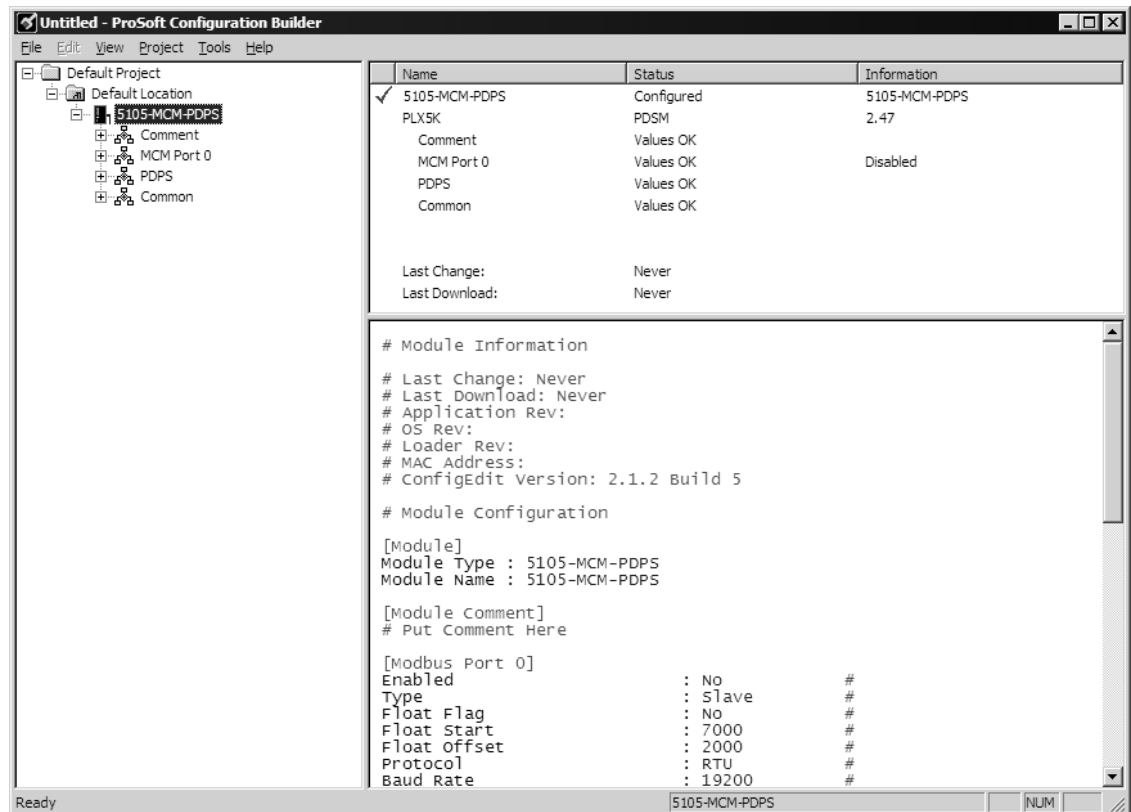 Untitled - ProSoft Configuration Builder
File Edit View Project Tools Help
Default Project
Default Location
5105-MCM-PDPS
Comment
MCM Port 0
PDPS
Common
Name Status Information
5105-MCM-PDPS Configured 5105-MCM-PDPS
PLX5K PDSM 2.47
Comment Values OK
MCM Port 0 Values OK Disabled
PDPS Values OK
Common Values OK
Last Change: Never
Last Download: Never
# Module Information
# Last Change: Never
# Last Download: Never
# Application Rev:
# OS Rev:
# Loader Rev:
# MAC Address:
# ConfigEdit Version: 2.1.2 Build 5
# Module Configuration
[Module]
Module Type : 5105-MCM-PDPS
Module Name : 5105-MCM-PDPS
[Module Comment]
# Put Comment Here
[Modbus Port 0]
Enabled : No #
Type : Slave #
Float Flag : No #
Float Start : 7000 #
Float Offset : 2000 #
Protocol : RTU #
Baud Rate : 19200 #
Ready 5105-MCM-PDPS NUM